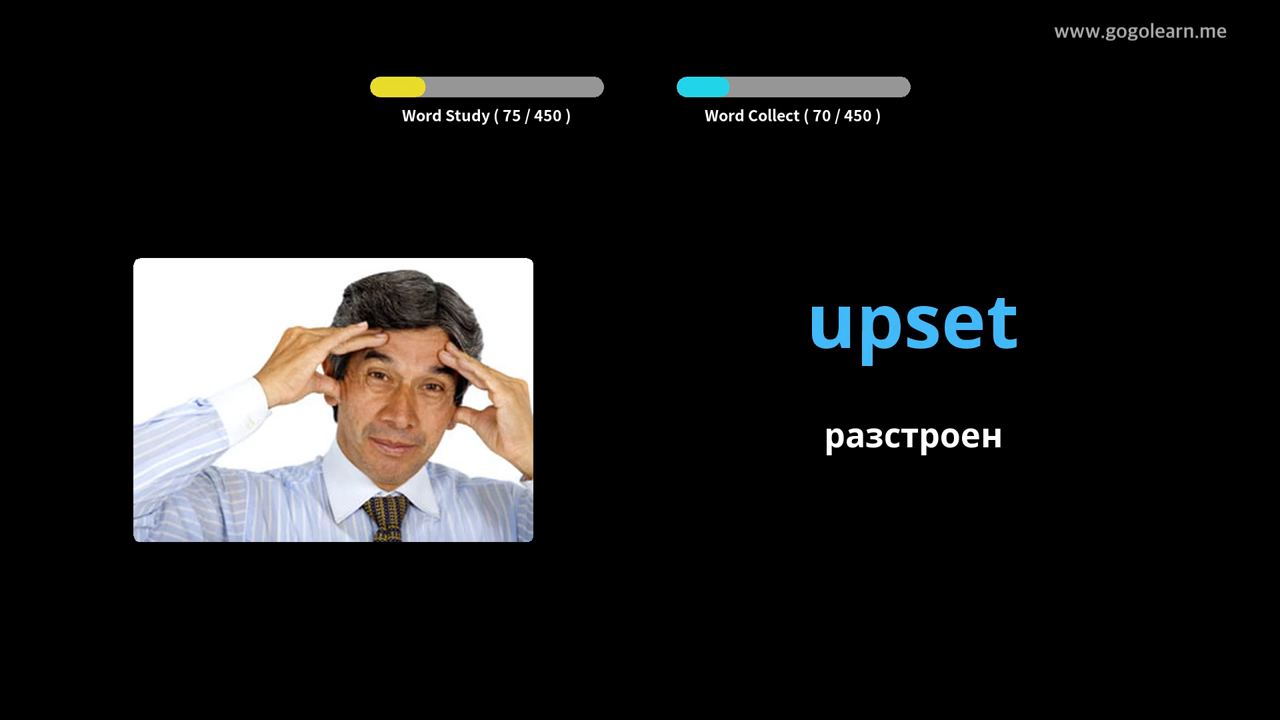 www.gogolearn.me
Word Study ( 75 / 450 )
Word Collect ( 70 / 450 )
upset
разстроен